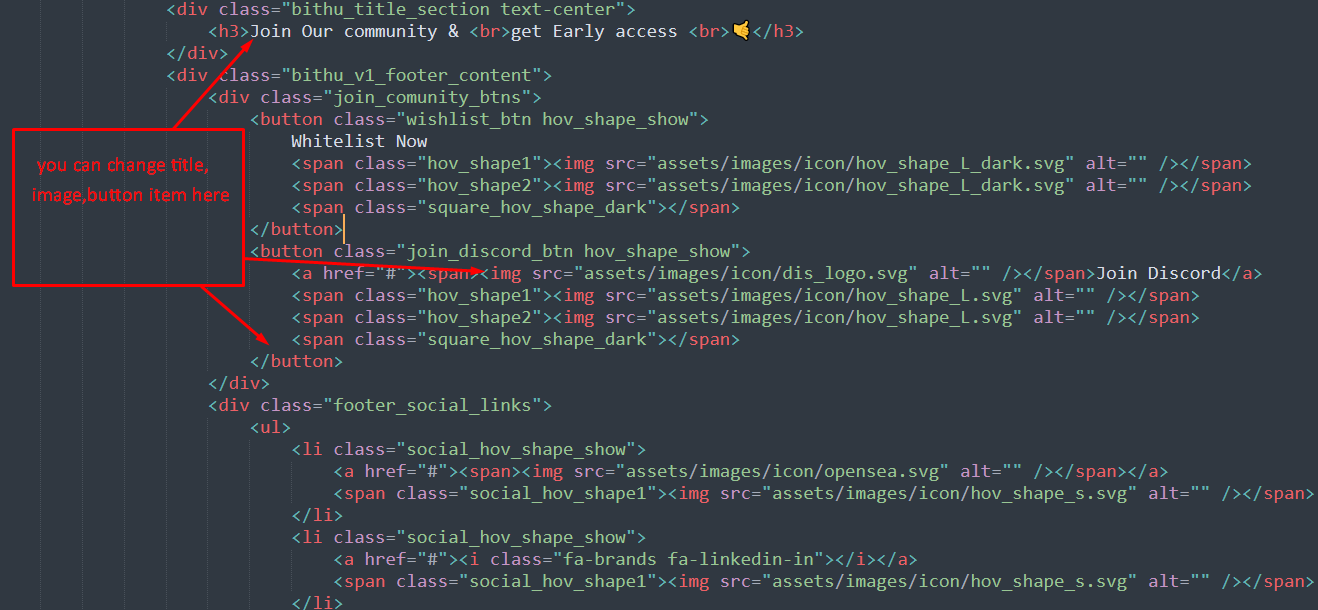 <div class="bithu_title_section text-center">
<h3>Join Our community & <br>get Early access <br>🤙</h3>
</div>
<div class="bithu_v1_footer_content">
<div class="join_comunity_btns">
<button class="wishlist_btn hov_shape_show">
Whitelist Now
<span class="hov_shape1"><img src="assets/images/icon/hov_shape_L_dark.svg" alt="" /></span>
<span class="hov_shape2"><img src="assets/images/icon/hov_shape_L_dark.svg" alt="" /></span>
<span class="square_hov_shape_dark"></span>
</button>
<button class="join_discord_btn hov_shape_show">
<a href="#"><span><img src="assets/images/icon/dis_logo.svg" alt="" /></span>Join Discord</a>
<span class="hov_shape1"><img src="assets/images/icon/hov_shape_L.svg" alt="" /></span>
<span class="hov_shape2"><img src="assets/images/icon/hov_shape_L.svg" alt="" /></span>
<span class="square_hov_shape_dark"></span>
</button>
</div>
<div class="footer_social_links">
<ul>
<li class="social_hov_shape_show">
<a href="#"><span><img src="assets/images/icon/opensea.svg" alt="" /></span></a>
<span class="social_hov_shape1"><img src="assets/images/icon/hov_shape_s.svg" alt="" /></span>
</li>
<li class="social_hov_shape_show">
<a href="#"><i class="fa-brands fa-linkedin-in"></i></a>
<span class="social_hov_shape1"><img src="assets/images/icon/hov_shape_s.svg" alt="" /></span>
</li>
you can change title,
image,button item here